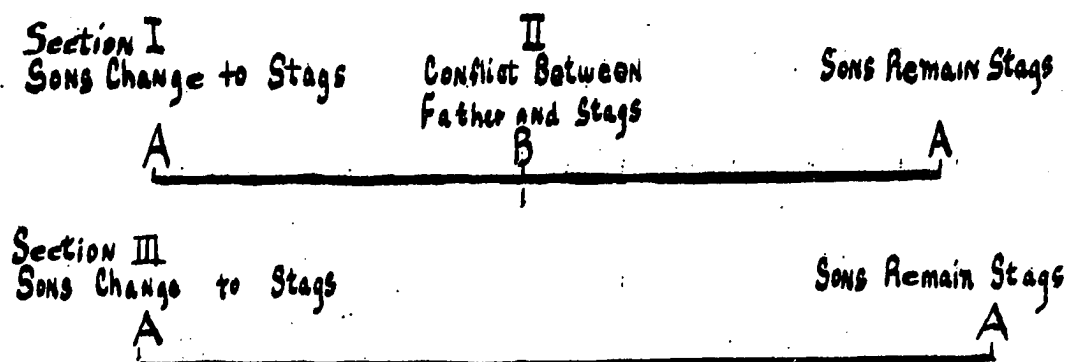 Section I
Sons Change to Stags
II
Conflict Between
Father and Stags
Sons Remain Stags
A
B
A
Section III
Sons Change to Stags
Sons Remain Stags
A
A